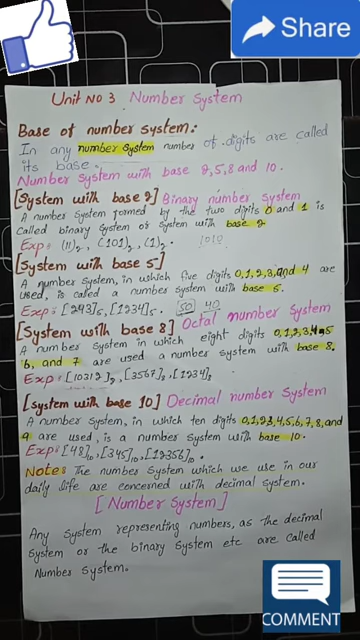 Share
Unit No 3 Number System
Base of number system:
In any number system number of digits are called
its base.
Number system with base 2,5,8 and 10.
[System with base 2] Binary number system
A number system formed by the two digits 0 and 1 is
called binary system or system with base 2
Exp: (11)₂, (101)₂, (1)₂. 1010
[System with base 5]
A number system, in which five digits 0,1,2,3,and 4 are
used, is called a number system with base 5.
Exp: [243]₅, [1234]₅. 50 40
[System with base 8] Octal number System
A number system in which eight digits 0,1,2,3,4,5
6, and 7 are used a number system with base 8.
Exp: [10312]₈, [3567]₈, [1234]₈
[System with base 10] Decimal number System
A number system, in which ten digits 0,1,2,3,4,5,6,7,8,and
9 are used, is a number System with base 10.
Exp: [48]₁₀, [345]₁₀, [12356]₁₀.
Note: The number system which we use in our
daily life are concerned with decimal system.
[Number System]
Any System representing numbers, as the decimal
System or the binary System etc are called
Number System.
COMMENT